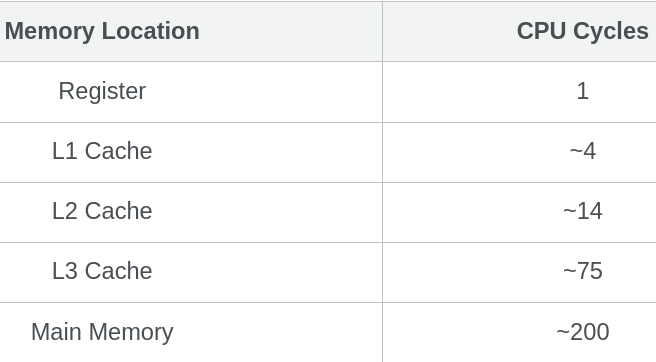 Memory Location CPU Cycles
Register 1
L1 Cache ~4
L2 Cache ~14
L3 Cache ~75
Main Memory ~200